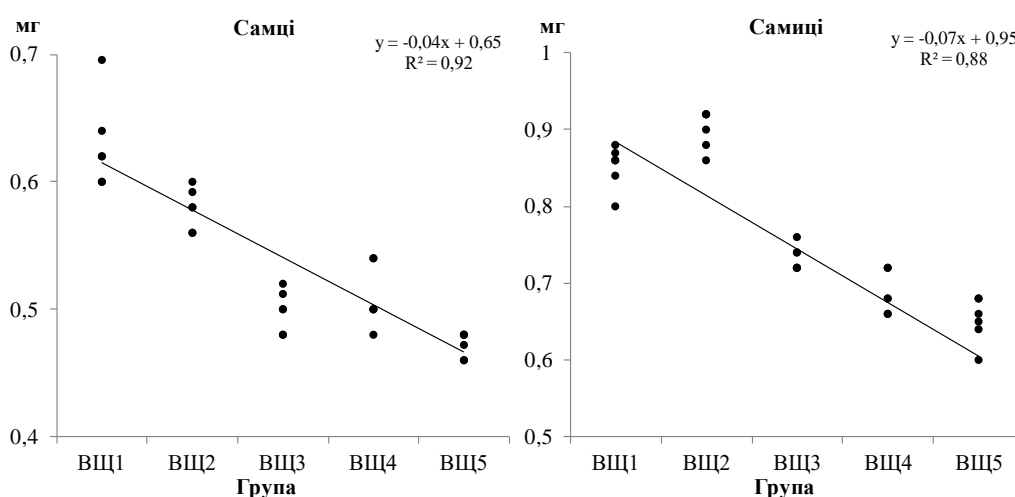 мг
Самці
y = -0,04x + 0,65
R² = 0,92
0,7
0,6
0,5
0,4
ВЩ1 ВЩ2 ВЩ3 ВЩ4 ВЩ5
Група
Самиці
мг
y = -0,07x + 0,95
R² = 0,88
1
0,9
0,8
0,7
0,6
0,5
ВЩ1 ВЩ2 ВЩ3 ВЩ4 ВЩ5
Група